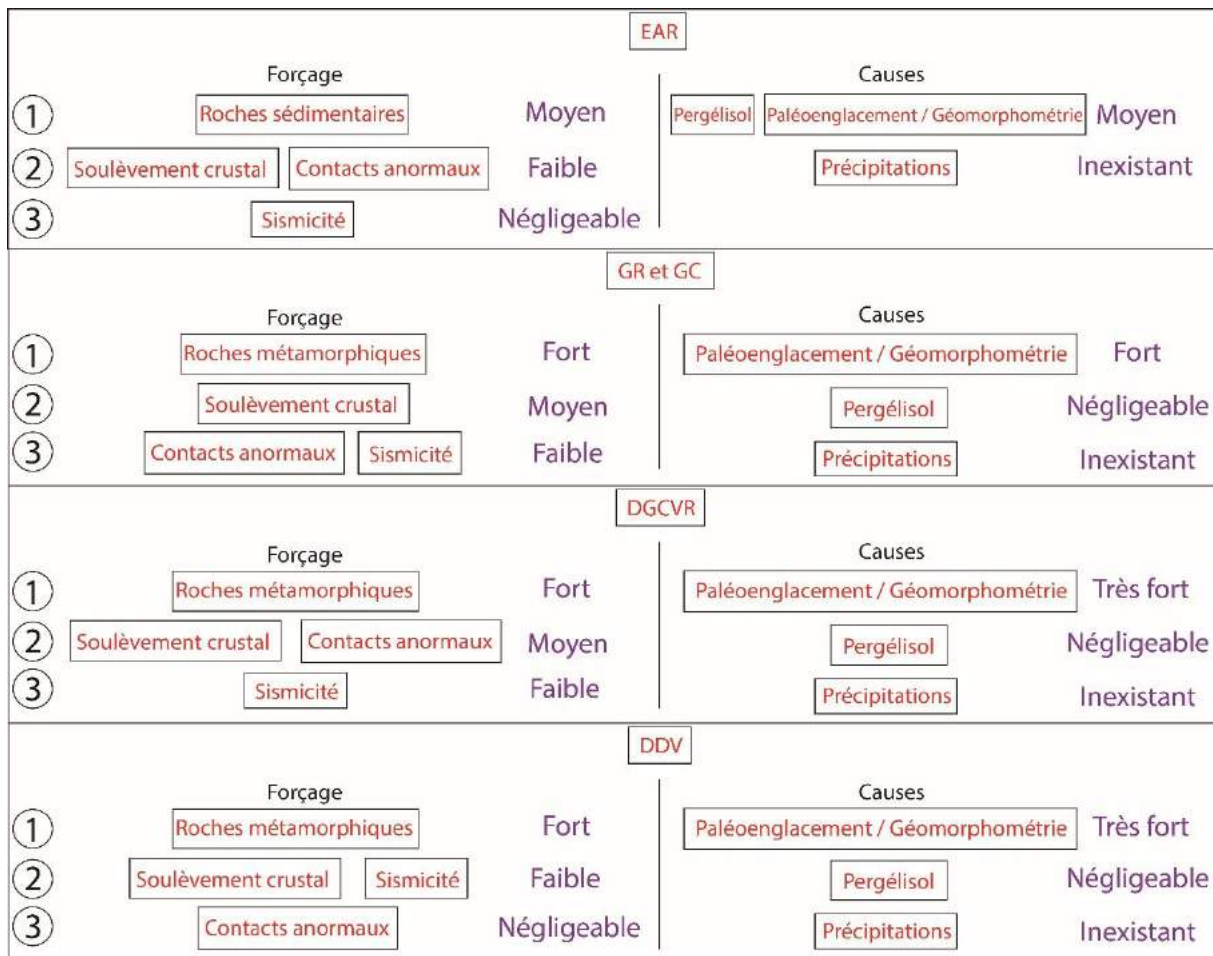 EAR
Forçage Causes
1 Roches sédimentaires Moyen Pergélisol Paléoenglacement / Géomorphométrie Moyen
2 Soulèvement crustal Contacts anormaux Faible Précipitations Inexistant
3 Sismicité Négligeable
GR et GC
Forçage Causes
1 Roches métamorphiques Fort Paléoenglacement / Géomorphométrie Fort
2 Soulèvement crustal Moyen Pergélisol Négligeable
3 Contacts anormaux Sismicité Faible Précipitations Inexistant
DGCVR
Forçage Causes
1 Roches métamorphiques Fort Paléoenglacement / Géomorphométrie Très fort
2 Soulèvement crustal Contacts anormaux Moyen Pergélisol Négligeable
3 Sismicité Faible Précipitations Inexistant
DDV
Forçage Causes
1 Roches métamorphiques Fort Paléoenglacement / Géomorphométrie Très fort
2 Soulèvement crustal Sismicité Faible Pergélisol Négligeable
3 Contacts anormaux Négligeable Précipitations Inexistant